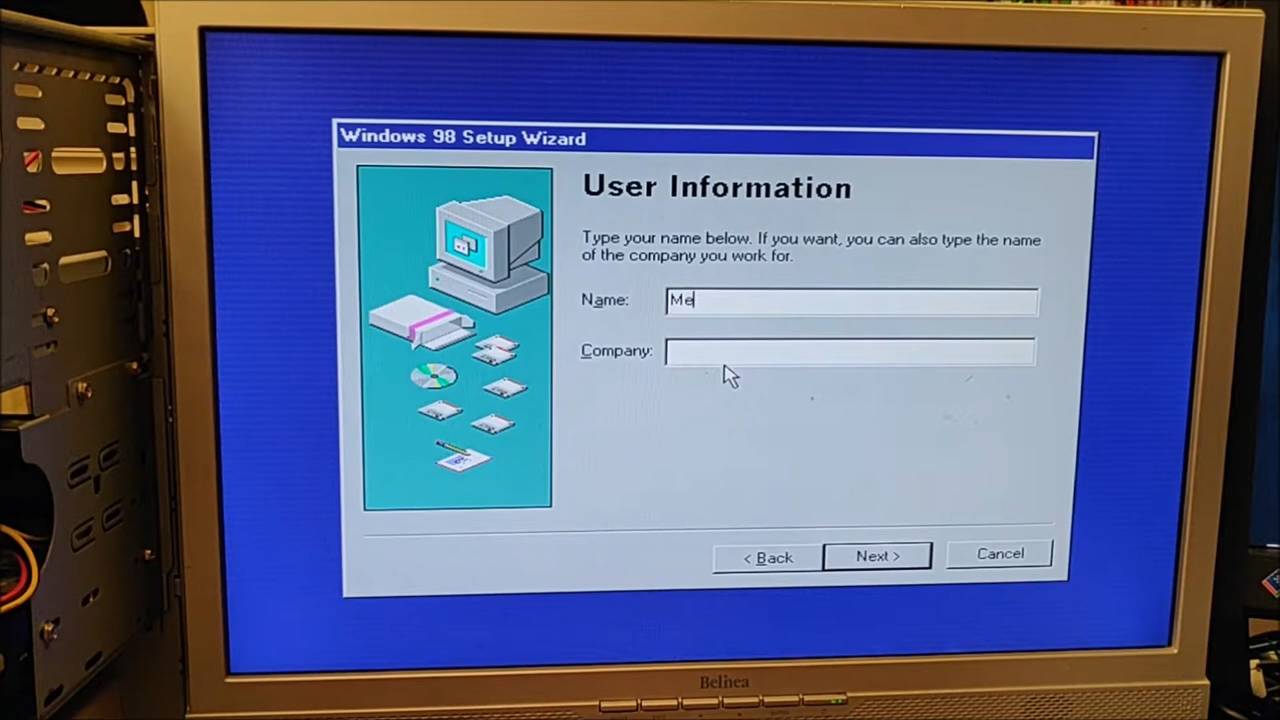 Windows 98 Setup Wizard
User Information
Type your name below. If you want, you can also type the name
of the company you work for.
Name: Me
Company:
< Back Next > Cancel
Belinea